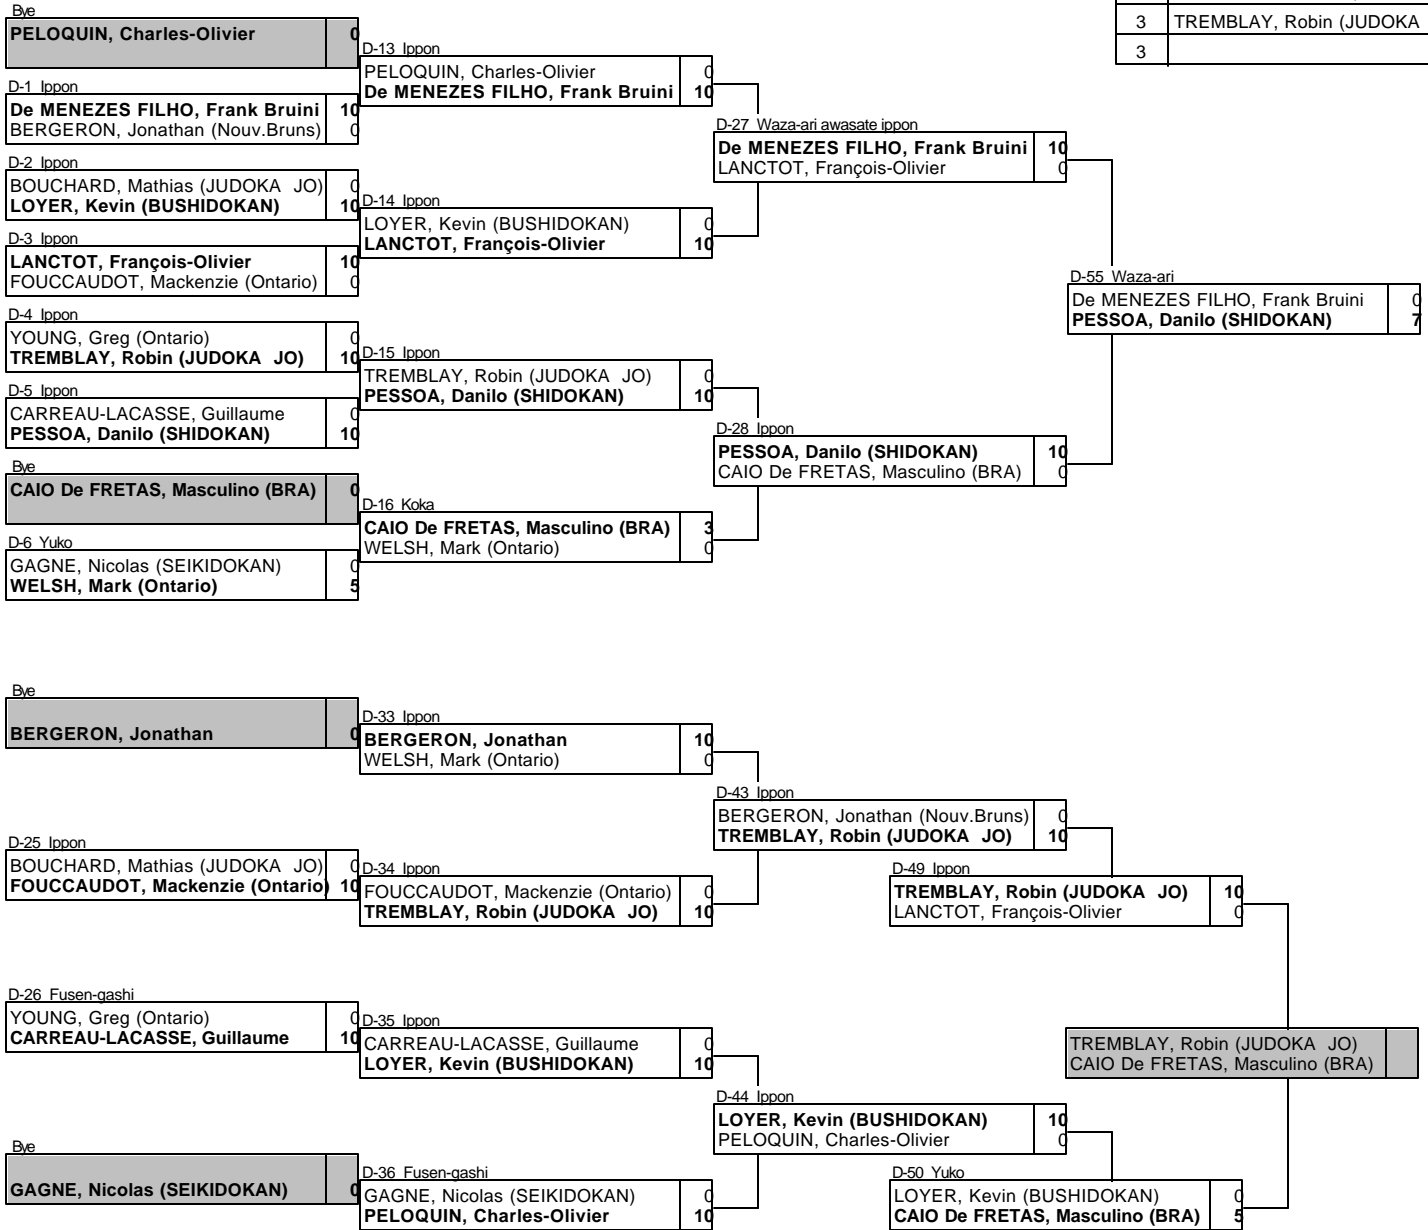 Bye
PELOQUIN, Charles-Olivier 0
3 TREMBLAY, Robin (JUDOKA
3
D-13 Ippon
PELOQUIN, Charles-Olivier 0
De MENEZES FILHO, Frank Bruini 10
D-1 Ippon
De MENEZES FILHO, Frank Bruini 10
BERGERON, Jonathan (Nouv.Bruns) 0
D-27 Waza-ari awasate ippon
De MENEZES FILHO, Frank Bruini 10
LANCTOT, François-Olivier 0
D-2 Ippon
BOUCHARD, Mathias (JUDOKA JO) 0
LOYER, Kevin (BUSHIDOKAN) 10
D-14 Ippon
LOYER, Kevin (BUSHIDOKAN) 0
LANCTOT, François-Olivier 10
D-3 Ippon
LANCTOT, François-Olivier 10
FOUCCAUDOT, Mackenzie (Ontario) 0
D-55 Waza-ari
De MENEZES FILHO, Frank Bruini 0
PESSOA, Danilo (SHIDOKAN) 7
D-4 Ippon
YOUNG, Greg (Ontario) 0
TREMBLAY, Robin (JUDOKA JO) 10
D-15 Ippon
TREMBLAY, Robin (JUDOKA JO) 0
PESSOA, Danilo (SHIDOKAN) 10
D-5 Ippon
CARREAU-LACASSE, Guillaume 0
PESSOA, Danilo (SHIDOKAN) 10
D-28 Ippon
PESSOA, Danilo (SHIDOKAN) 10
CAIO De FRETAS, Masculino (BRA) 0
Bye
CAIO De FRETAS, Masculino (BRA) 0
D-16 Koka
CAIO De FRETAS, Masculino (BRA) 3
WELSH, Mark (Ontario) 0
D-6 Yuko
GAGNE, Nicolas (SEIKIDOKAN) 0
WELSH, Mark (Ontario) 5
Bye
BERGERON, Jonathan 0
D-33 Ippon
BERGERON, Jonathan 10
WELSH, Mark (Ontario) 0
D-43 Ippon
BERGERON, Jonathan (Nouv.Bruns) 0
TREMBLAY, Robin (JUDOKA JO) 10
D-25 Ippon
BOUCHARD, Mathias (JUDOKA JO) 0
FOUCCAUDOT, Mackenzie (Ontario) 10
D-34 Ippon
FOUCCAUDOT, Mackenzie (Ontario) 0
TREMBLAY, Robin (JUDOKA JO) 10
D-49 Ippon
TREMBLAY, Robin (JUDOKA JO) 10
LANCTOT, François-Olivier 0
D-26 Fusen-gashi
YOUNG, Greg (Ontario) 0
CARREAU-LACASSE, Guillaume 10
D-35 Ippon
CARREAU-LACASSE, Guillaume 0
LOYER, Kevin (BUSHIDOKAN) 10
TREMBLAY, Robin (JUDOKA JO)
CAIO De FRETAS, Masculino (BRA)
D-44 Ippon
LOYER, Kevin (BUSHIDOKAN) 10
PELOQUIN, Charles-Olivier 0
Bye
GAGNE, Nicolas (SEIKIDOKAN) 0
D-36 Fusen-gashi
GAGNE, Nicolas (SEIKIDOKAN) 0
PELOQUIN, Charles-Olivier 10
D-50 Yuko
LOYER, Kevin (BUSHIDOKAN) 0
CAIO De FRETAS, Masculino (BRA) 5